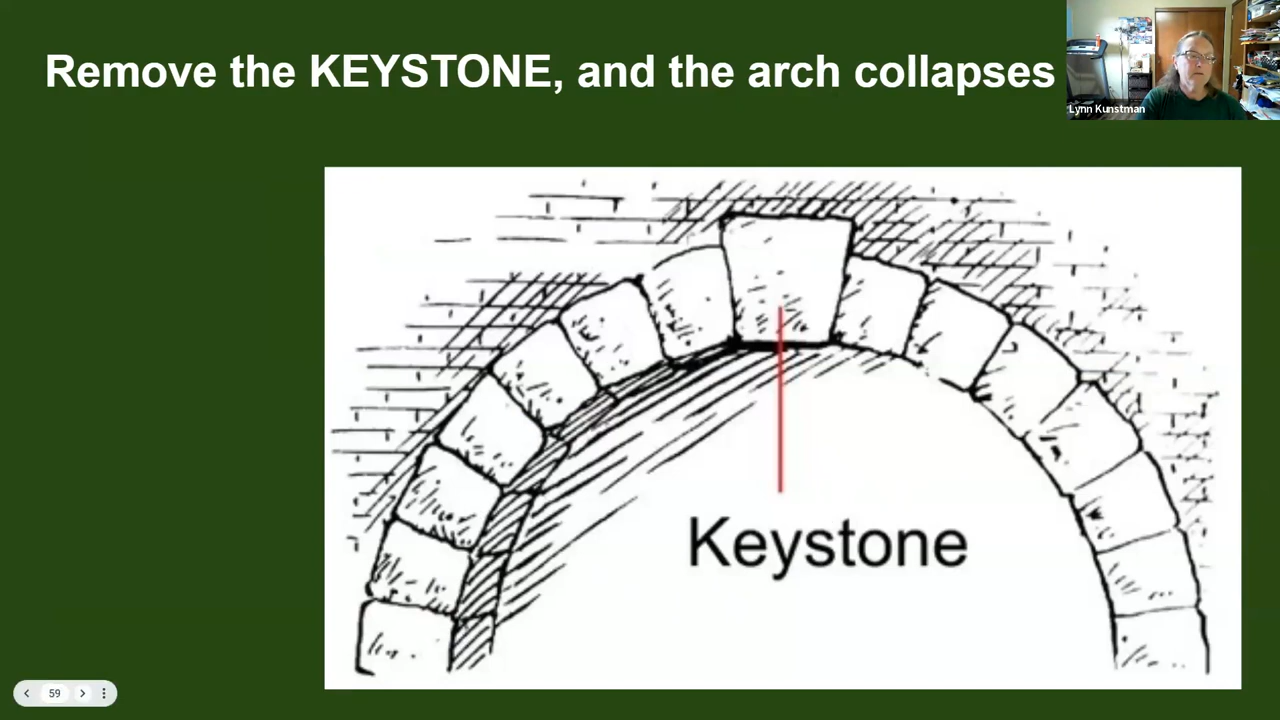 Remove the KEYSTONE, and the arch collapses
Lynn Kunstman
Keystone
59